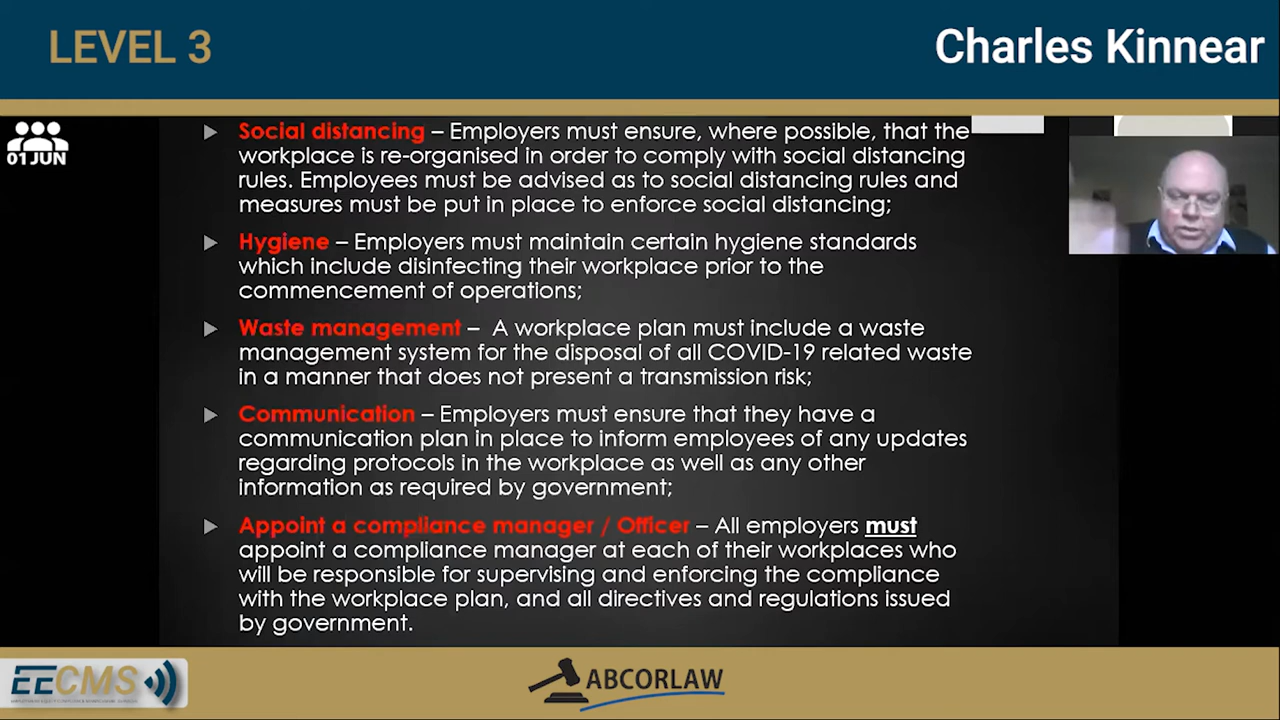 LEVEL 3
Charles Kinnear
01 JUN
Social distancing – Employers must ensure, where possible, that the
workplace is re-organised in order to comply with social distancing
rules. Employees must be advised as to social distancing rules and
measures must be put in place to enforce social distancing;
Hygiene – Employers must maintain certain hygiene standards
which include disinfecting their workplace prior to the
commencement of operations;
Waste management – A workplace plan must include a waste
management system for the disposal of all COVID-19 related waste
in a manner that does not present a transmission risk;
Communication – Employers must ensure that they have a
communication plan in place to inform employees of any updates
regarding protocols in the workplace as well as any other
information as required by government;
Appoint a compliance manager / Officer – All employers must
appoint a compliance manager at each of their workplaces who
will be responsible for supervising and enforcing the compliance
with the workplace plan, and all directives and regulations issued
by government.
EECMS
ABCORLAW